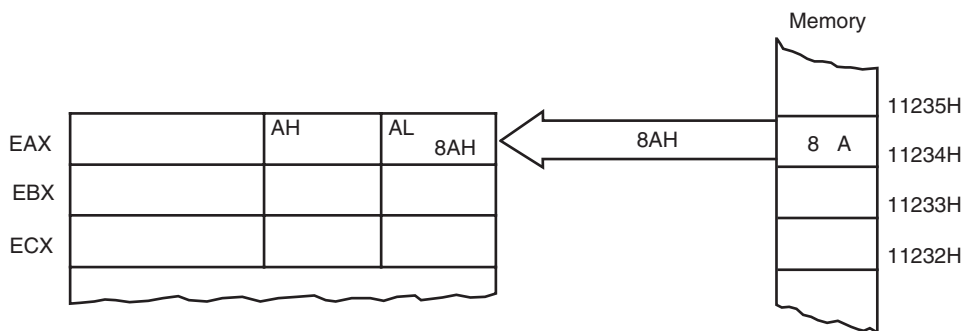 Memory
11235H
EAX AH AL 8AH 8AH 8 A 11234H
EBX 11233H
ECX 11232H